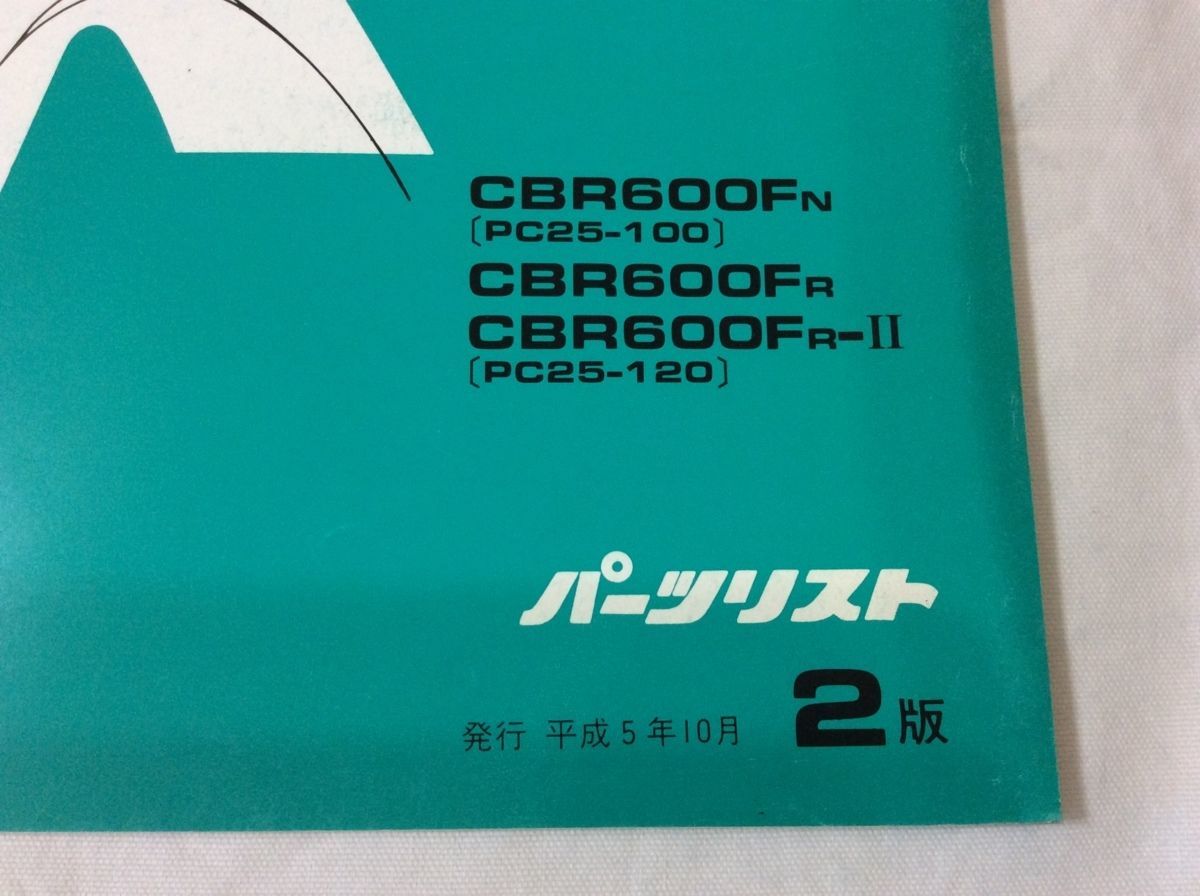 CBR600FN
〔PC25-100〕
CBR600FR
CBR600FR-II
〔PC25-120〕
パーツリスト
発行 平成5年10月 2版